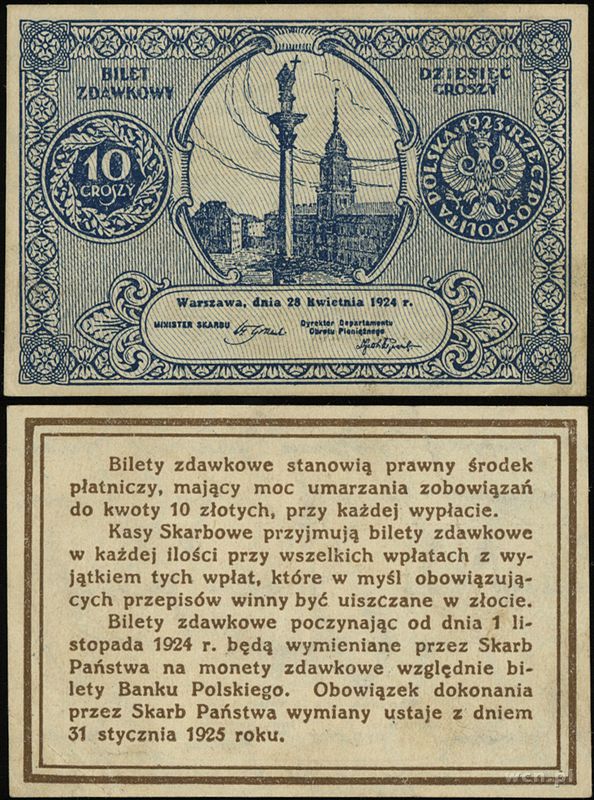 BILET
ZDAWKOWY
DZIESIĘĆ
GROSZY
10
GROSZY
1923 RZECZPOSPOLITA POLSKA
Warszawa, dnia 28 Kwietnia 1924 r.
MINISTER SKARBU
Dyrektor Departamentu
Obrotu Pieniężnego
Bilety zdawkowe stanowią prawny środek
płatniczy, mający moc umarzania zobowiązań
do kwoty 10 złotych, przy każdej wypłacie.
Kasy Skarbowe przyjmują bilety zdawkowe
w każdej ilości przy wszelkich wpłatach z wy-
jątkiem tych wpłat, które w myśl obowiązują-
cych przepisów winny być uiszczane w złocie.
Bilety zdawkowe poczynając od dnia 1 li-
stopada 1924 r. będą wymieniane przez Skarb
Państwa na monety zdawkowe względnie bi-
lety Banku Polskiego. Obowiązek dokonania
przez Skarb Państwa wymiany ustaje z dniem
31 stycznia 1925 roku.
wcn.pl